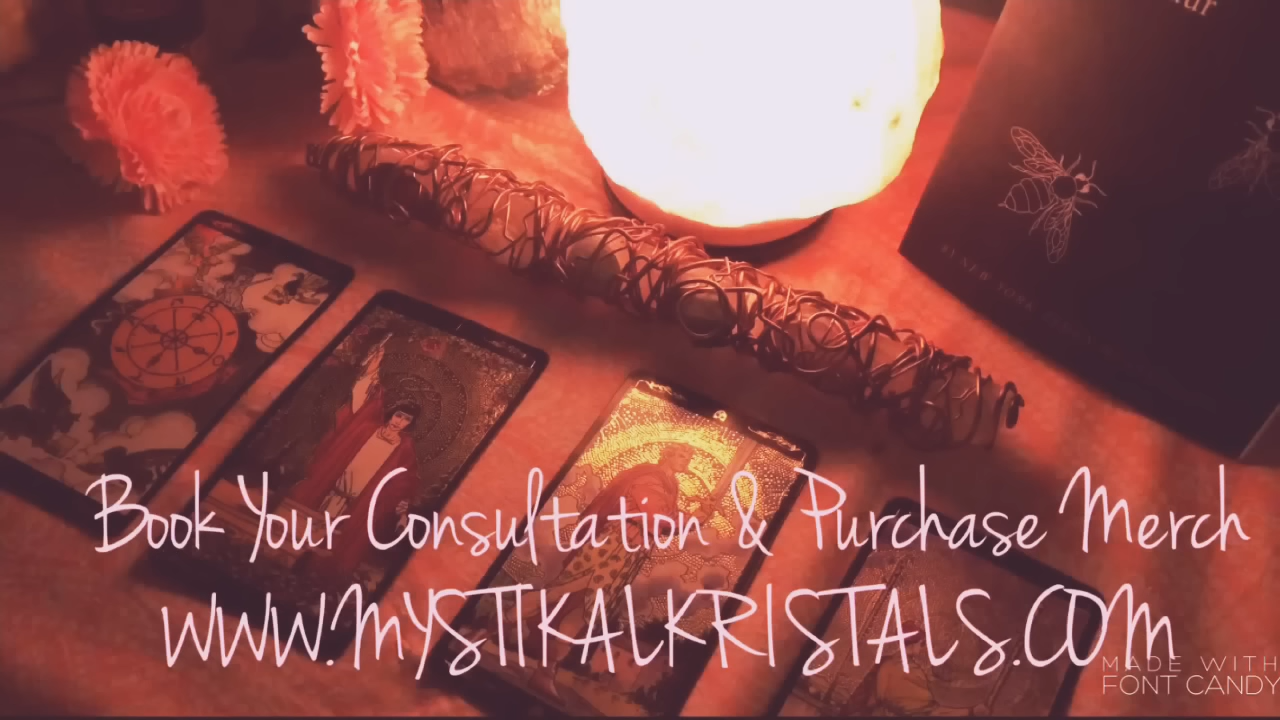 Book Your Consultation & Purchase Merch
WWW.MYSTIKALKRISTALS.COM
MADE WITH
FONT CANDY